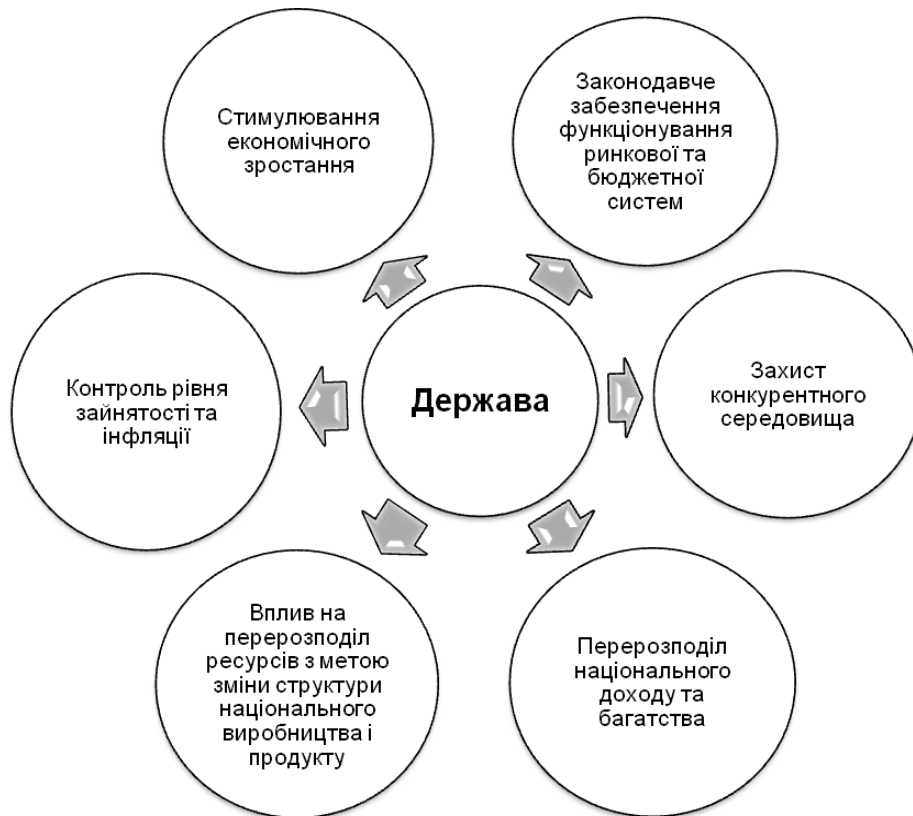 Стимулювання
економічного
зростання
Законодавче
забезпечення
функціонування
ринкової та
бюджетної
систем
Контроль рівня
зайнятості та
інфляції
Держава
Захист
конкурентного
середовища
Вплив на
перерозподіл
ресурсів з метою
зміни структури
національного
виробництва і
продукту
Перерозподіл
національного
доходу та
багатства